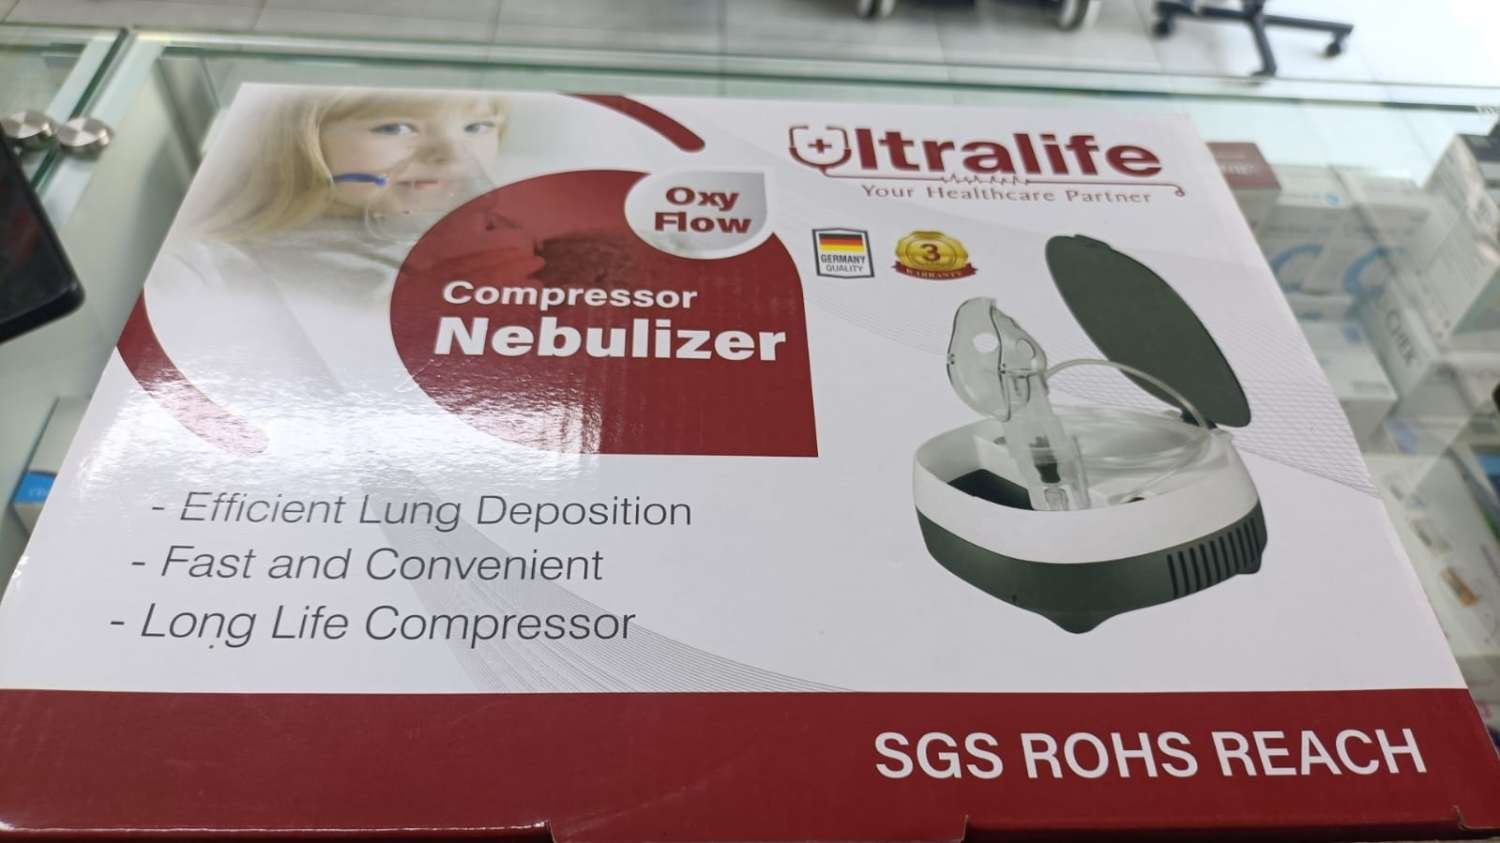 Ultralife
Your Healthcare Partner
Oxy
Flow
GERMANY
QUALITY
3
WARRANTY
Compressor
Nebulizer
- Efficient Lung Deposition
- Fast and Convenient
- Long Life Compressor
SGS ROHS REACH